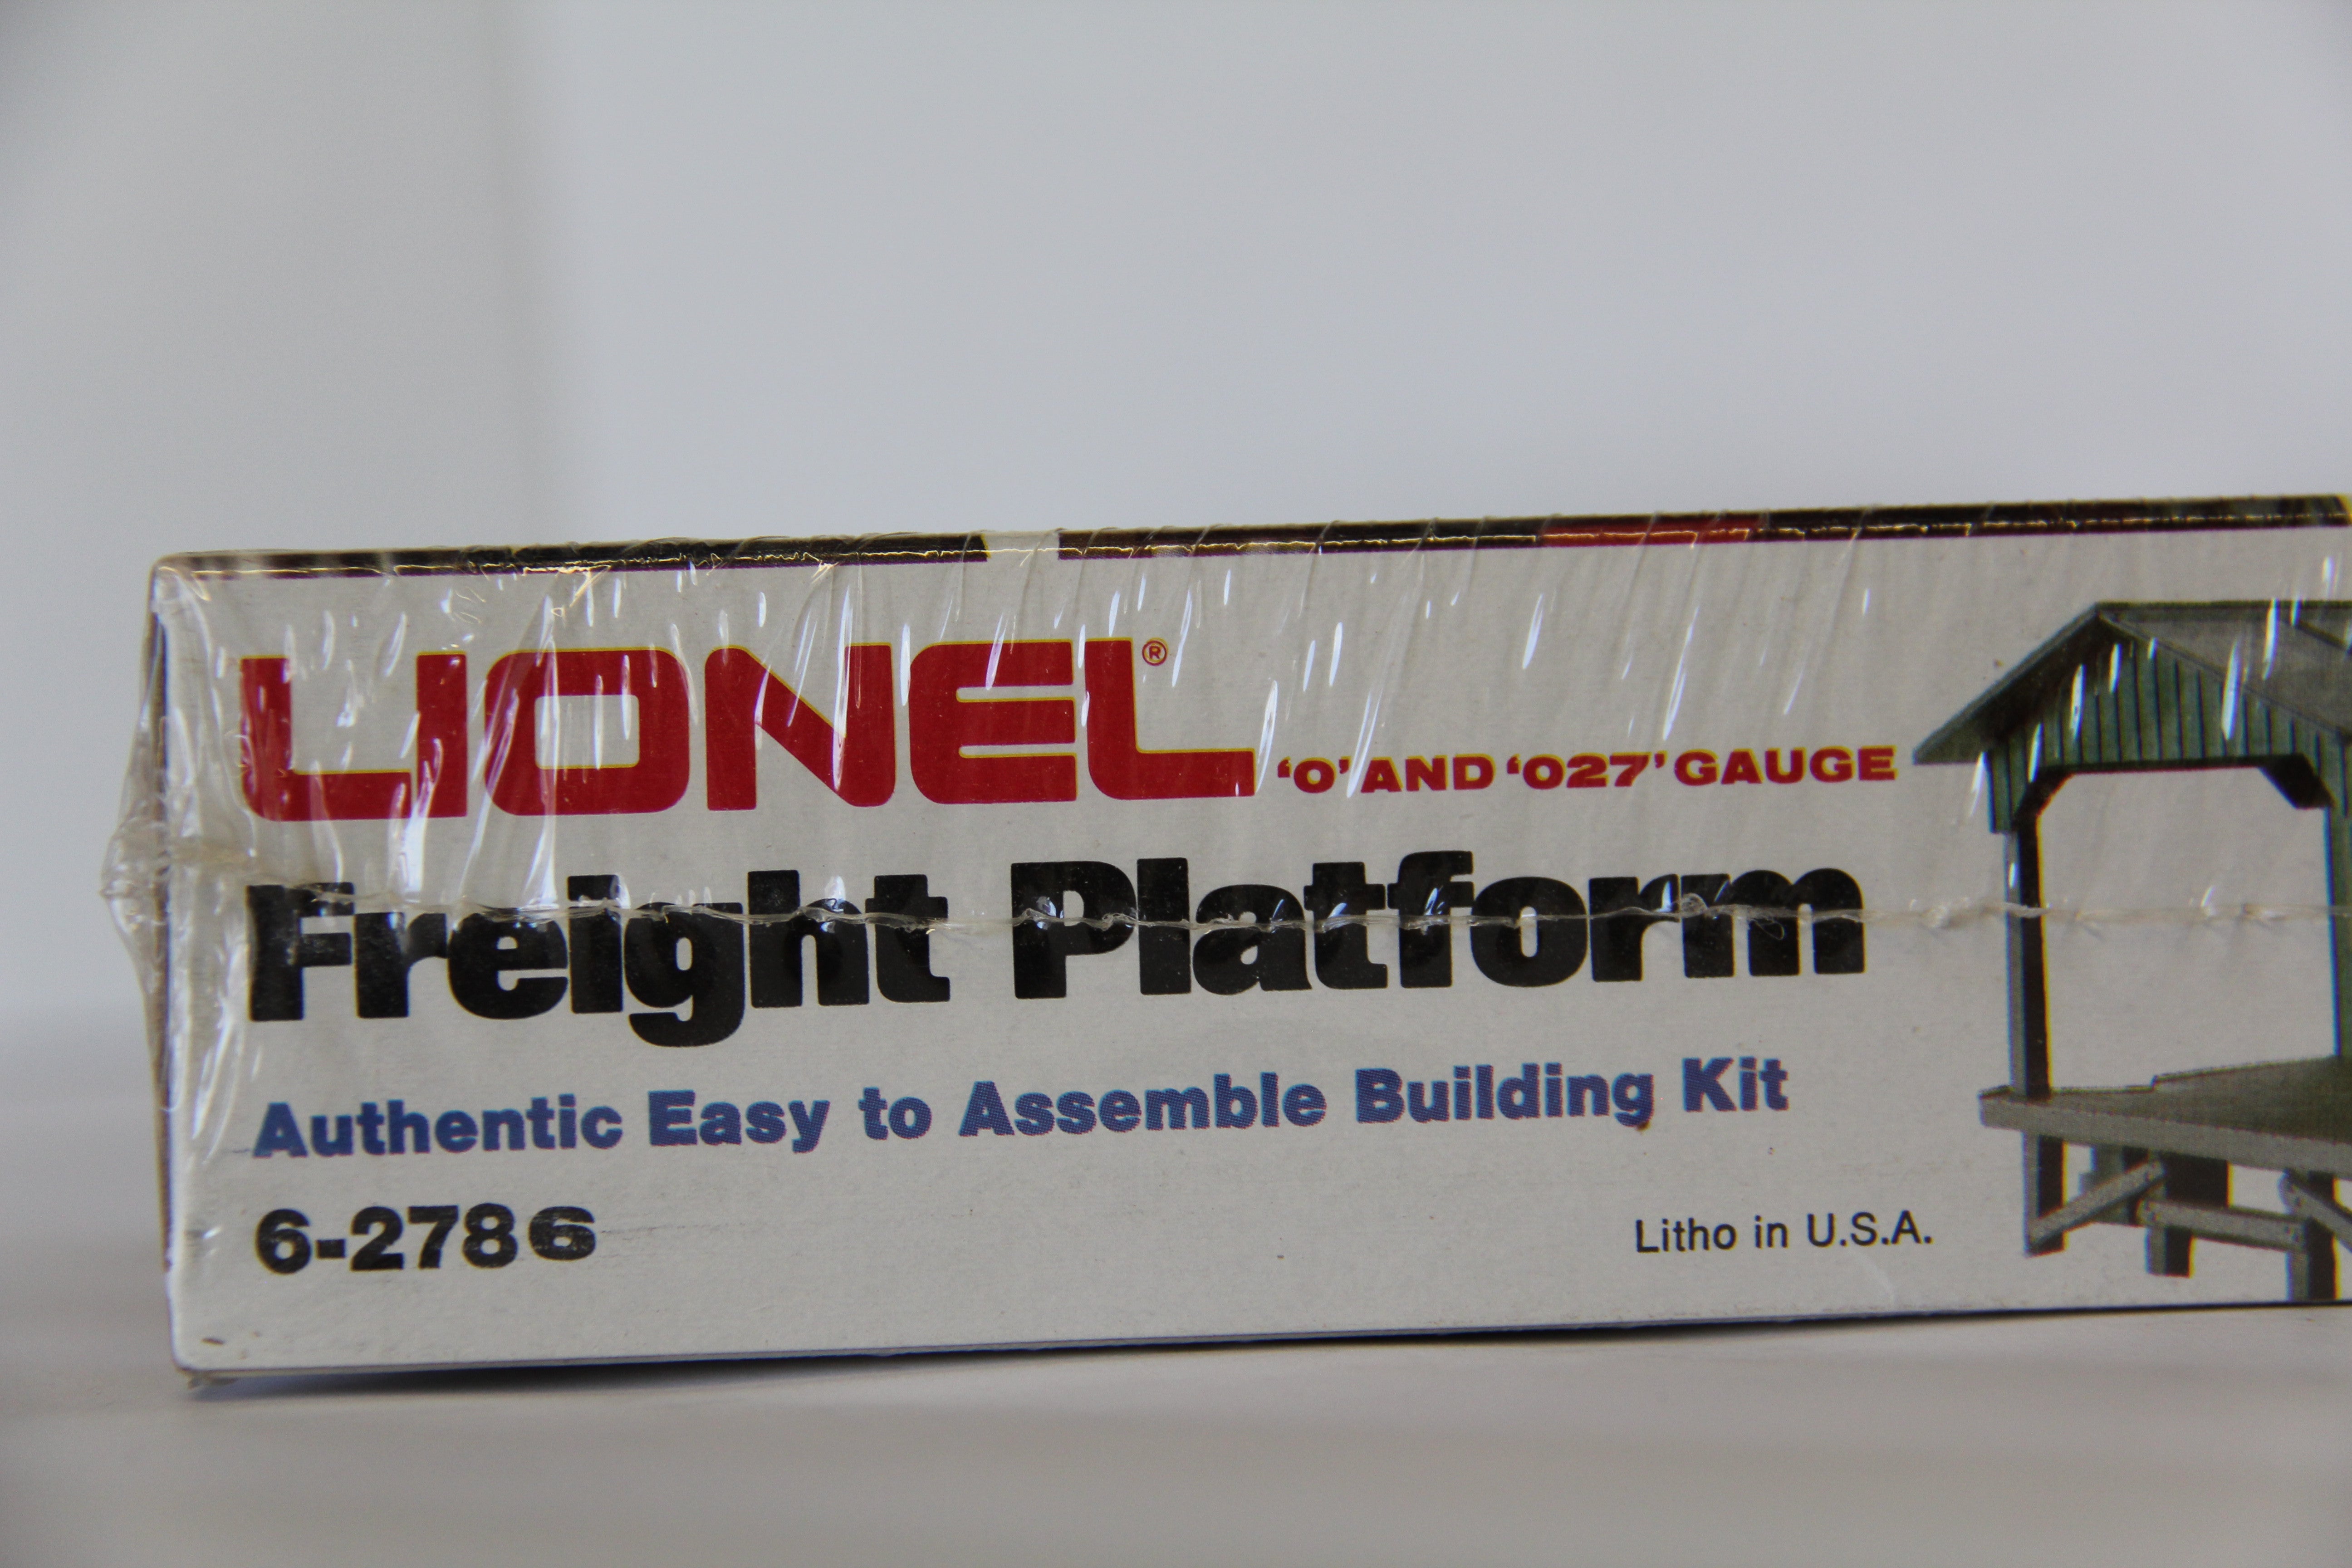 LIONEL® 'O' AND 'O27' GAUGE
Freight Platform
Authentic Easy to Assemble Building Kit
6-2786
Litho in U.S.A.